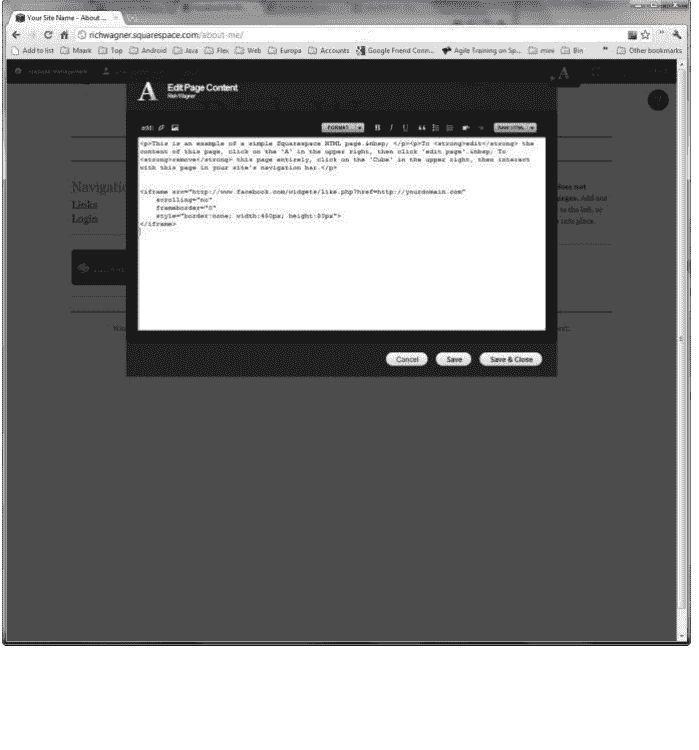 Your Site Name - About ...
richwagner.squarespace.com/about-me/
Add to list Maark Top Android Java Flex Web Europa Accounts Google Friend Conn... Agile Training on Sp... mine Bin » Other bookmarks
A Edit Page Content
Rich Wagner
add: FORMAT B I U RAW HTML
<p>This is an example of a simple Squarespace HTML page.&nbsp; </p><p>To <strong>edit</strong> the
content of this page, click on the 'A' in the upper right, then click 'edit page'.&nbsp; To
<strong>remove</strong> this page entirely, click on the 'Cube' in the upper right, then interact
with this page in your site's navigation bar.</p>
<iframe src="http://www.facebook.com/widgets/like.php?href=http://yourdomain.com"
scrolling="no"
frameborder="0"
style="border:none; width:450px; height:80px">
</iframe>
Navigatio
Links
Login
does not
pages. Add one
to the left, or
Cancel Save Save & Close